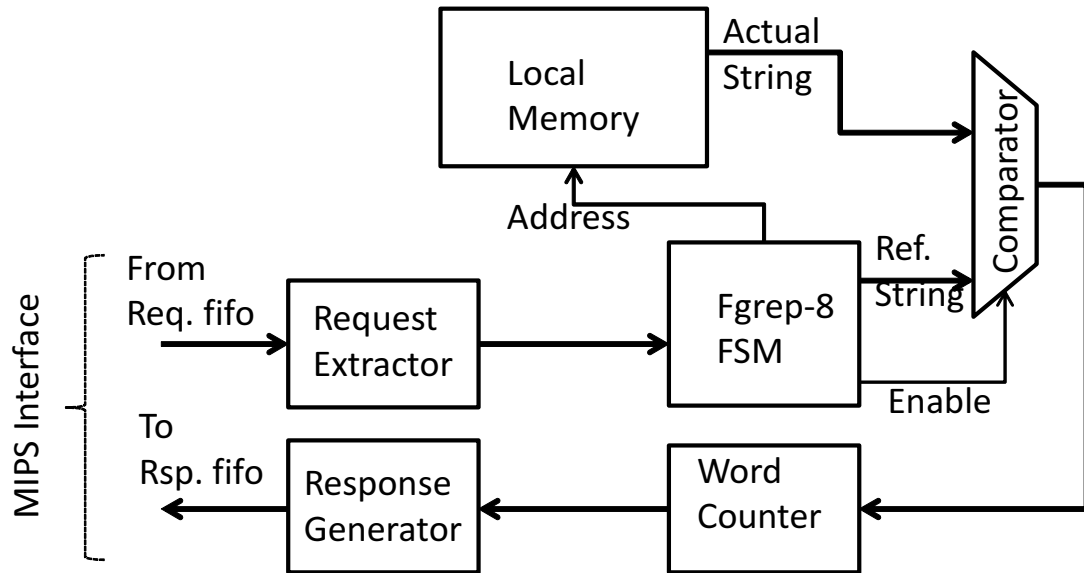 Actual
String
Local
Memory
Comparator
Address
Ref.
String
From
Req. fifo
Request
Extractor
Fgrep-8
FSM
Enable
MIPS Interface
To
Rsp. fifo
Response
Generator
Word
Counter